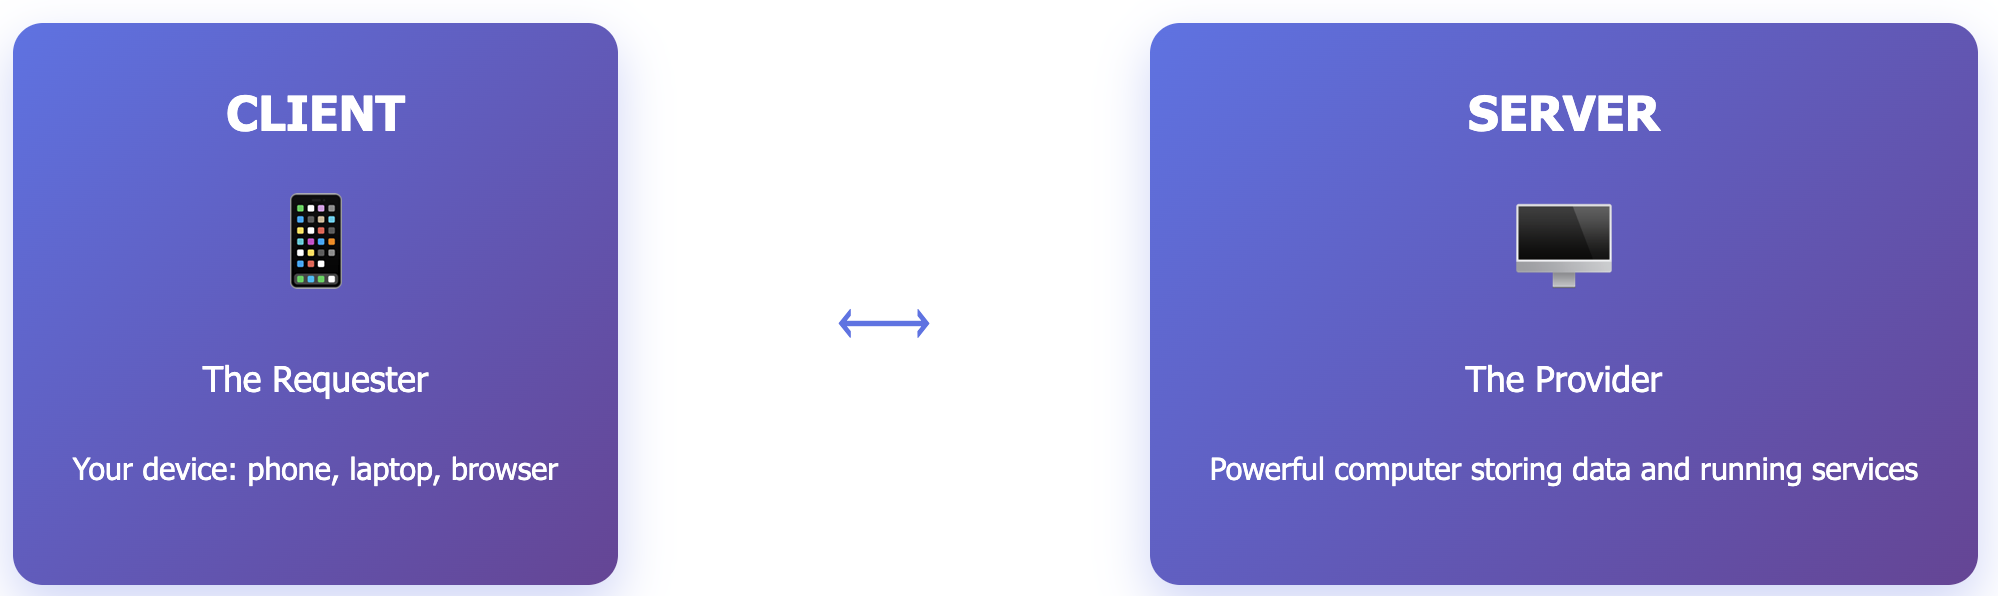 CLIENT
The Requester
Your device: phone, laptop, browser
SERVER
The Provider
Powerful computer storing data and running services